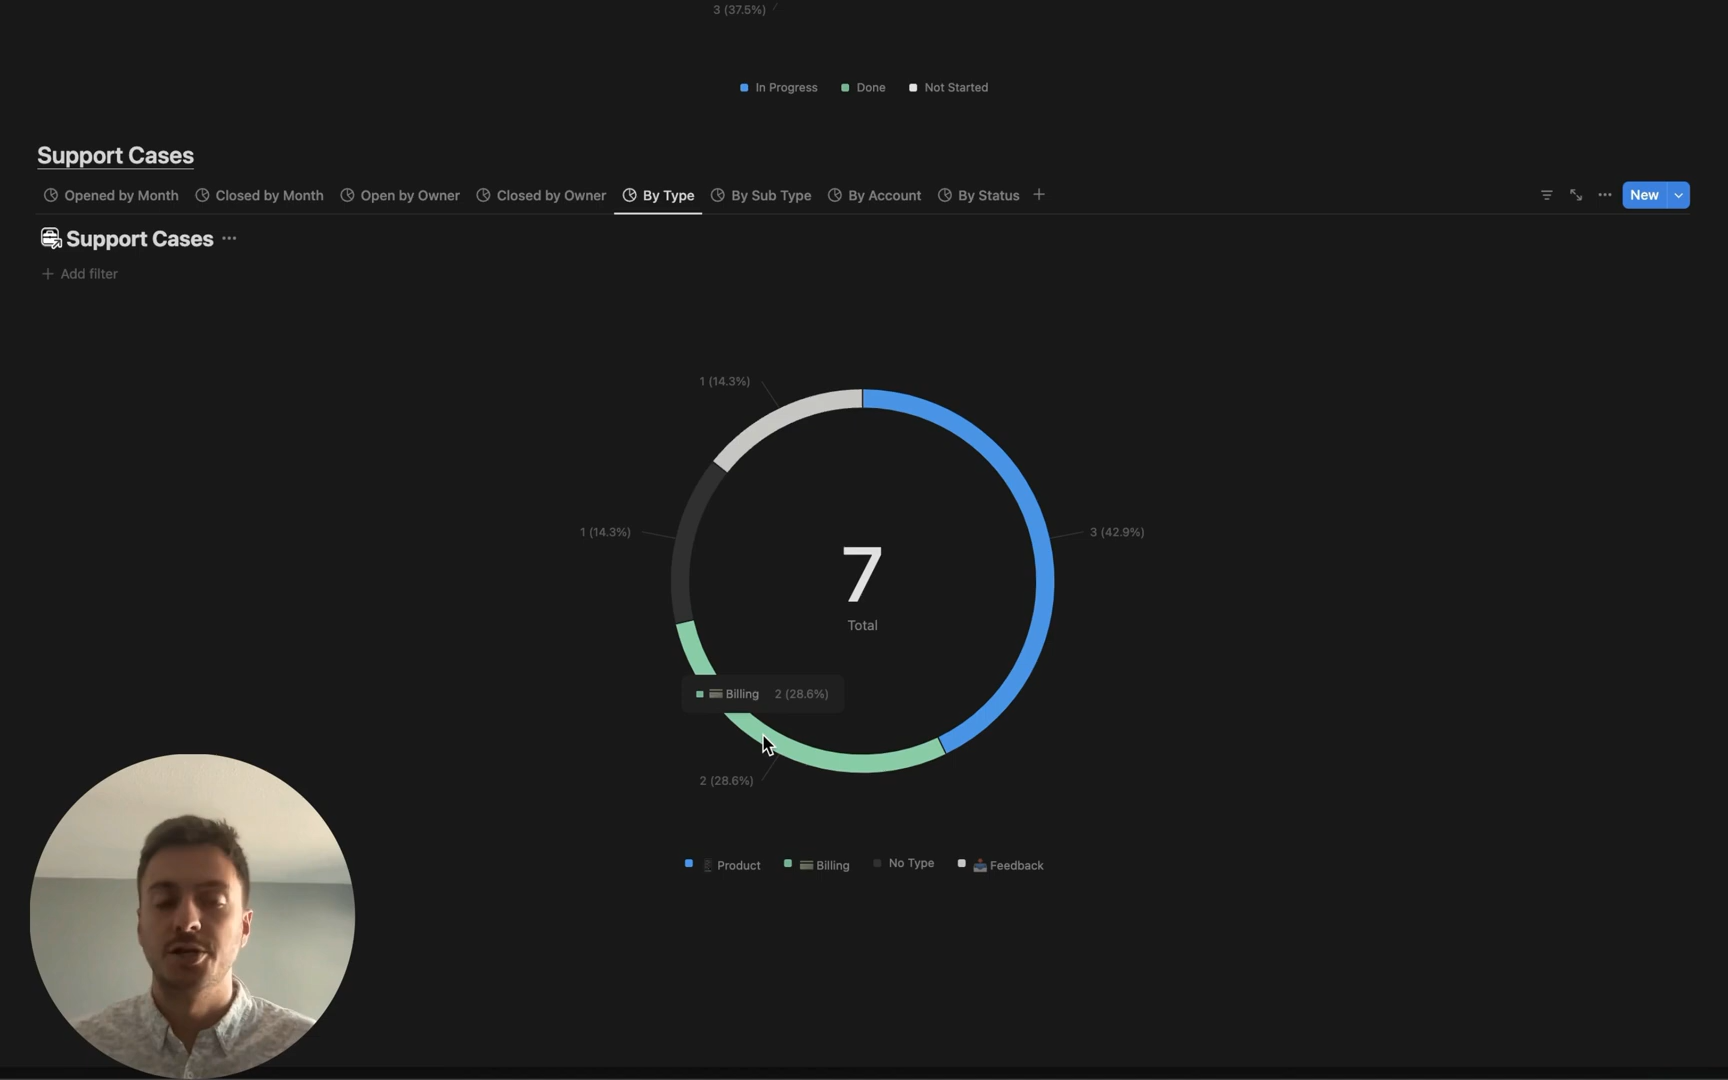 3 (37.5%)
In Progress Done Not Started
Support Cases
Opened by Month Closed by Month Open by Owner Closed by Owner By Type By Sub Type By Account By Status New
Support Cases
Add filter
1 (14.3%)
1 (14.3%) 3 (42.9%)
7
Total
Billing 2 (28.6%)
2 (28.6%)
Product Billing No Type Feedback